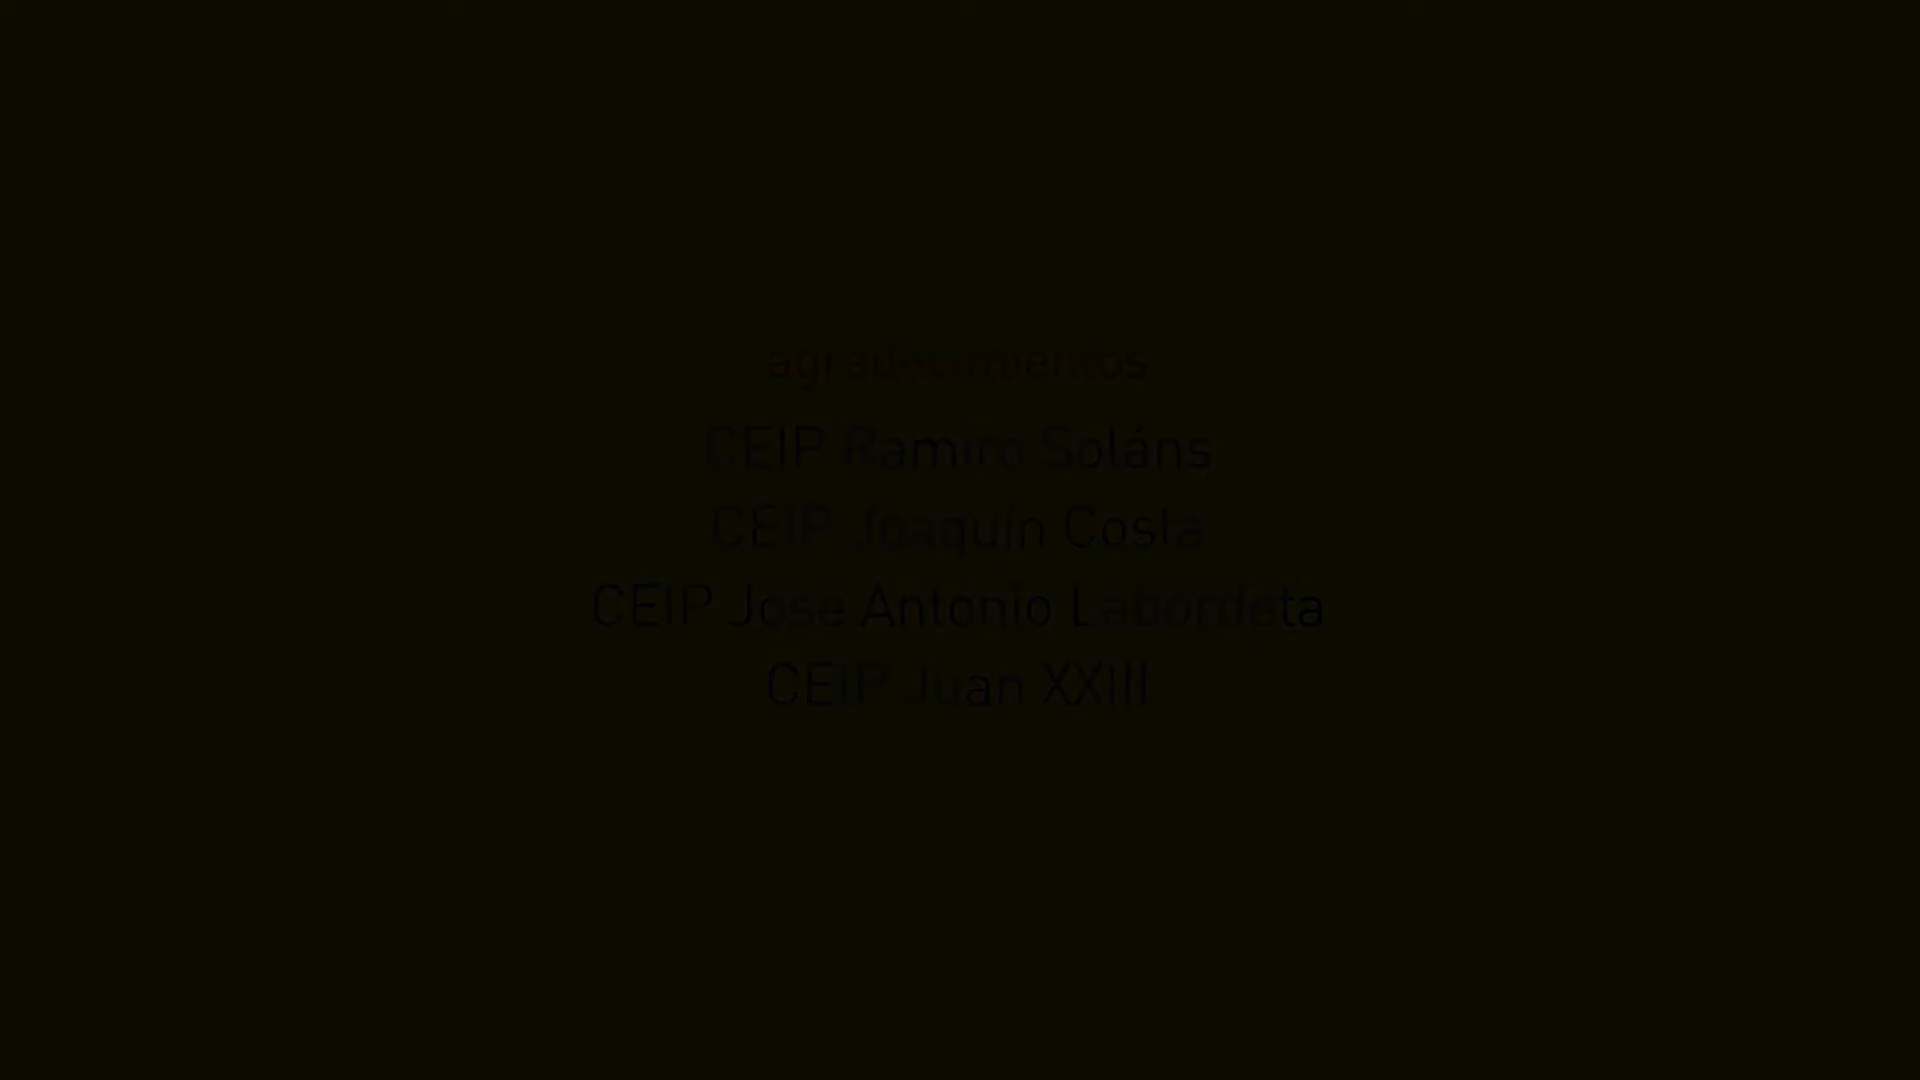 agradecimientos
CEIP Ramiro Soláns
CEIP Joaquín Costa
CEIP Jose Antonio Labordeta
CEIP Juan XXIII